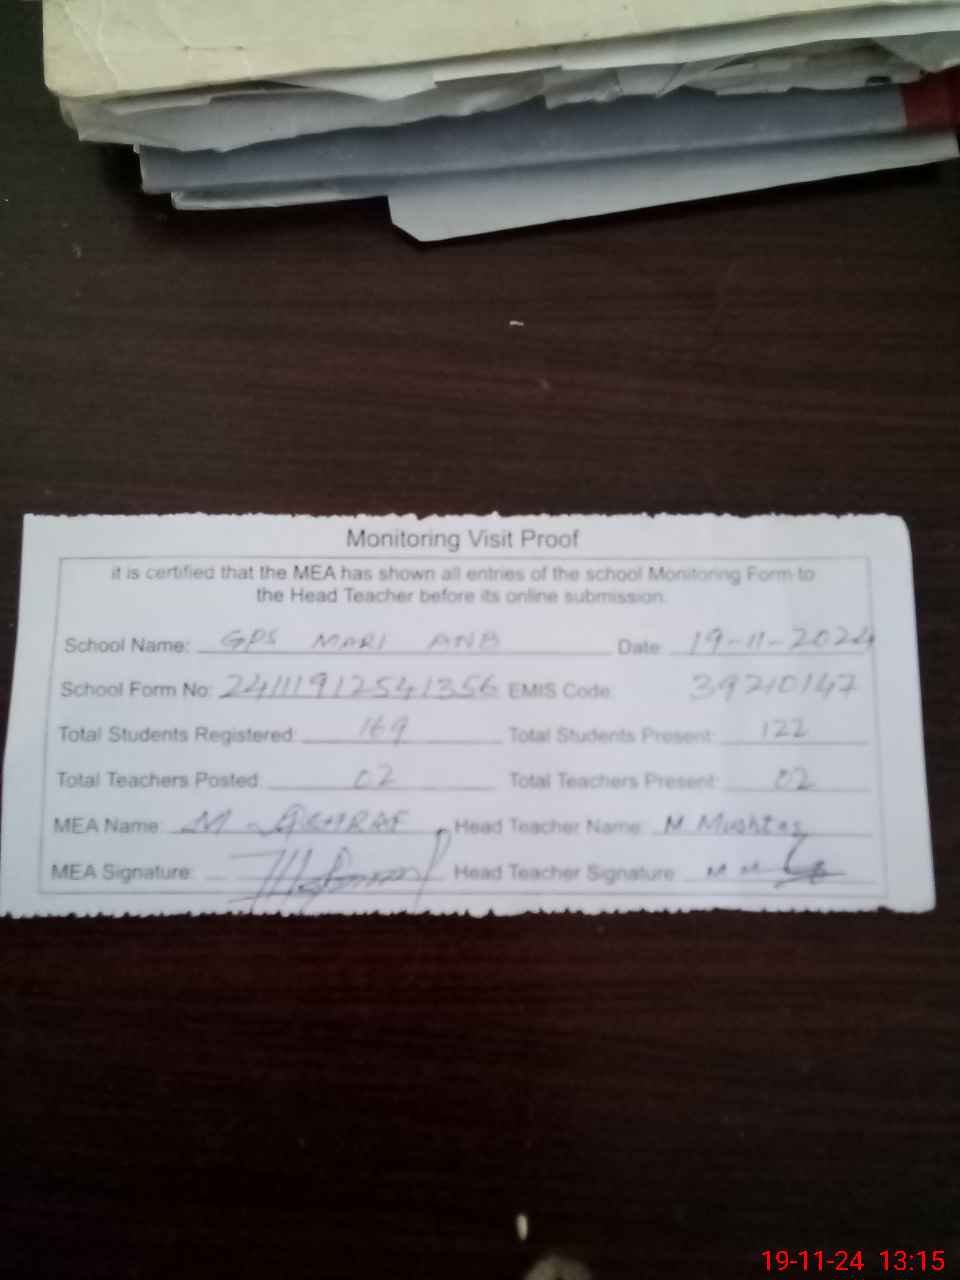 Monitoring Visit Proof
it is certified that the MEA has shown all entries of the school Monitoring Form to
the Head Teacher before its online submission.
School Name: GPS MARI ANB Date: 19-11-2024
School Form No: 24111912541356 EMIS Code: 39210147
Total Students Registered: 169 Total Students Present: 122
Total Teachers Posted: 02 Total Teachers Present: 02
MEA Name: M. ASHRAF Head Teacher Name: M Mushtaq
MEA Signature: Head Teacher Signature:
19-11-24 13:15